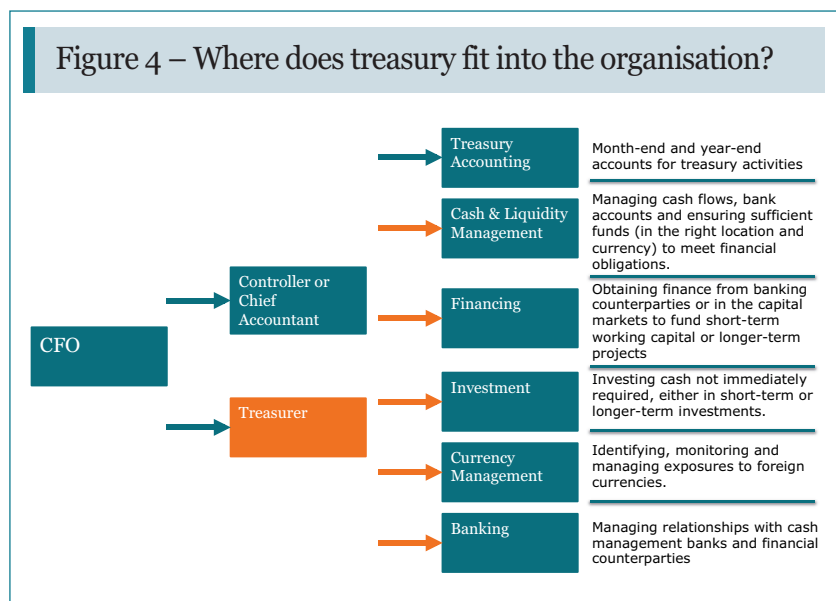 Figure 4 – Where does treasury fit into the organisation?
CFO
Controller or
Chief
Accountant
Treasurer
Treasury
Accounting
Month-end and year-end
accounts for treasury activities
Cash & Liquidity
Management
Managing cash flows, bank
accounts and ensuring sufficient
funds (in the right location and
currency) to meet financial
obligations.
Financing
Obtaining finance from banking
counterparties or in the capital
markets to fund short-term
working capital or longer-term
projects
Investment
Investing cash not immediately
required, either in short-term or
longer-term investments.
Currency
Management
Identifying, monitoring and
managing exposures to foreign
currencies.
Banking
Managing relationships with cash
management banks and financial
counterparties